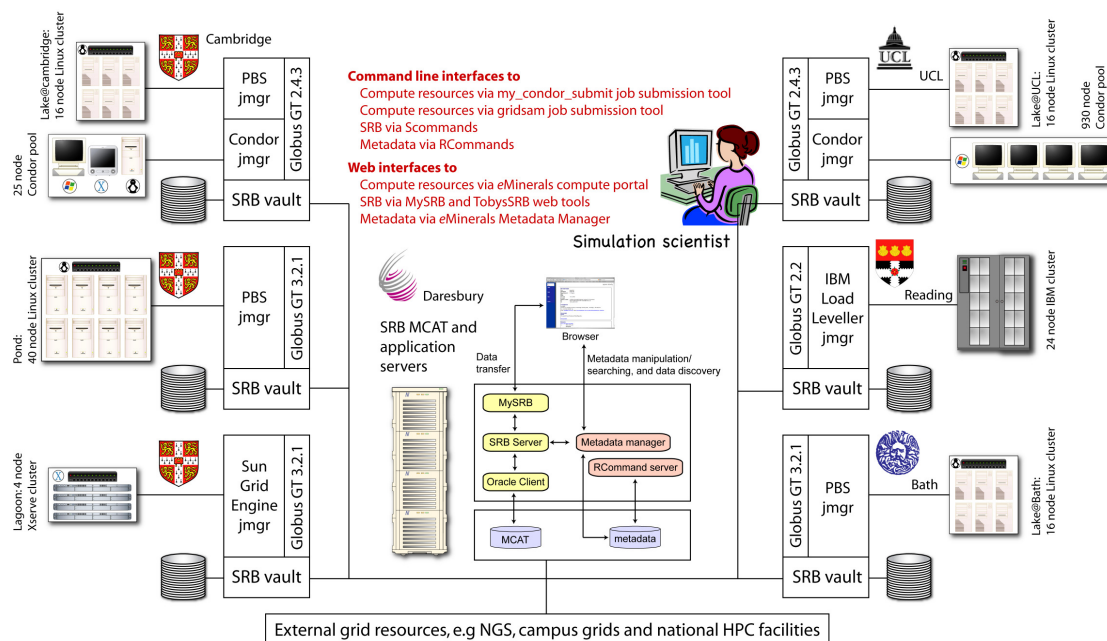 Lake@cambridge:
16 node Linux cluster
Cambridge
PBS
jmgr
Globus GT 2.4.3
Condor
jmgr
25 node
Condor pool
SRB vault
Command line interfaces to
Compute resources via my_condor_submit job submission tool
Compute resources via gridsam job submission tool
SRB via Scommands
Metadata via RCommands
Web interfaces to
Compute resources via eMinerals compute portal
SRB via MySRB and TobysSRB web tools
Metadata via eMinerals Metadata Manager
Simulation scientist
PBS
jmgr
Globus GT 2.4.3
Condor
jmgr
SRB vault
UCL
UCL
Lake@UCL:
16 node Linux cluster
930 node
Condor pool
Pond:
40 node Linux cluster
PBS
jmgr
Globus GT 3.2.1
SRB vault
Daresbury
SRB MCAT and
application
servers
Browser
Data
transfer
Metadata manipulation/
searching, and data discovery
MySRB
SRB Server
Metadata manager
RCommand server
Oracle Client
MCAT
metadata
Globus GT 2.2
IBM
Load
Leveller
jmgr
SRB vault
Reading
24 node IBM cluster
Lagoon: 4 node
Xserve cluster
Sun
Grid
Engine
jmgr
Globus GT 3.2.1
SRB vault
Globus GT 3.2.1
PBS
jmgr
SRB vault
Bath
Lake@Bath:
16 node Linux cluster
External grid resources, e.g NGS, campus grids and national HPC facilities